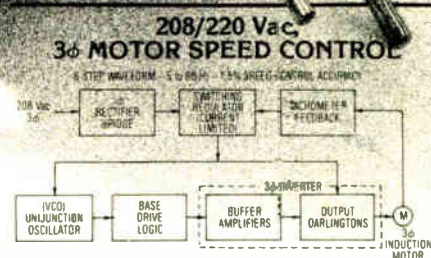 208/220 Vac,
3ϕ MOTOR SPEED CONTROL
6 STEP WAVEFORM - 5 to 60 Hz - SPEED CONTROL ACCURACY
208 Vac
3ϕ
RECTIFIER
BRIDGE
SWITCHING
REGULATOR
(CURRENT
LIMITED)
TACHOMETER
FEEDBACK
3ϕ INVERTER
(VCO)
UNIJUNCTION
OSCILLATOR
BASE
DRIVE
LOGIC
BUFFER
AMPLIFIERS
OUTPUT
DARLINGTONS
M
3ϕ
INDUCTION
MOTOR